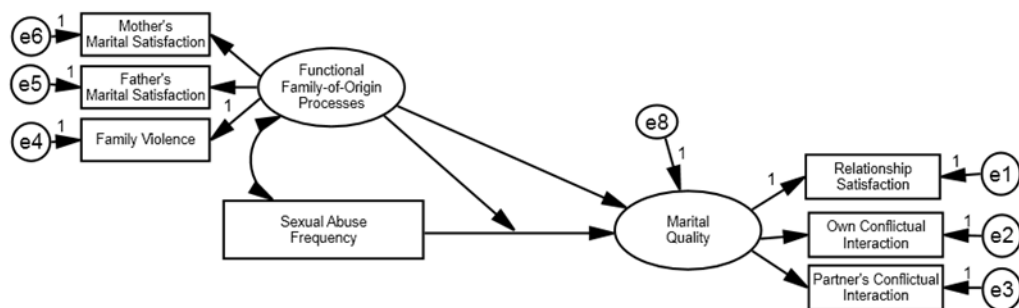 e6
1
Mother's
Marital Satisfaction
e5
1
Father's
Marital Satisfaction
e4
1
Family Violence
1
Functional
Family-of-Origin
Processes
Sexual Abuse
Frequency
e8
1
Marital
Quality
1
Relationship
Satisfaction
1
e1
Own Conflictual
Interaction
1
e2
Partner's Conflictual
Interaction
1
e3